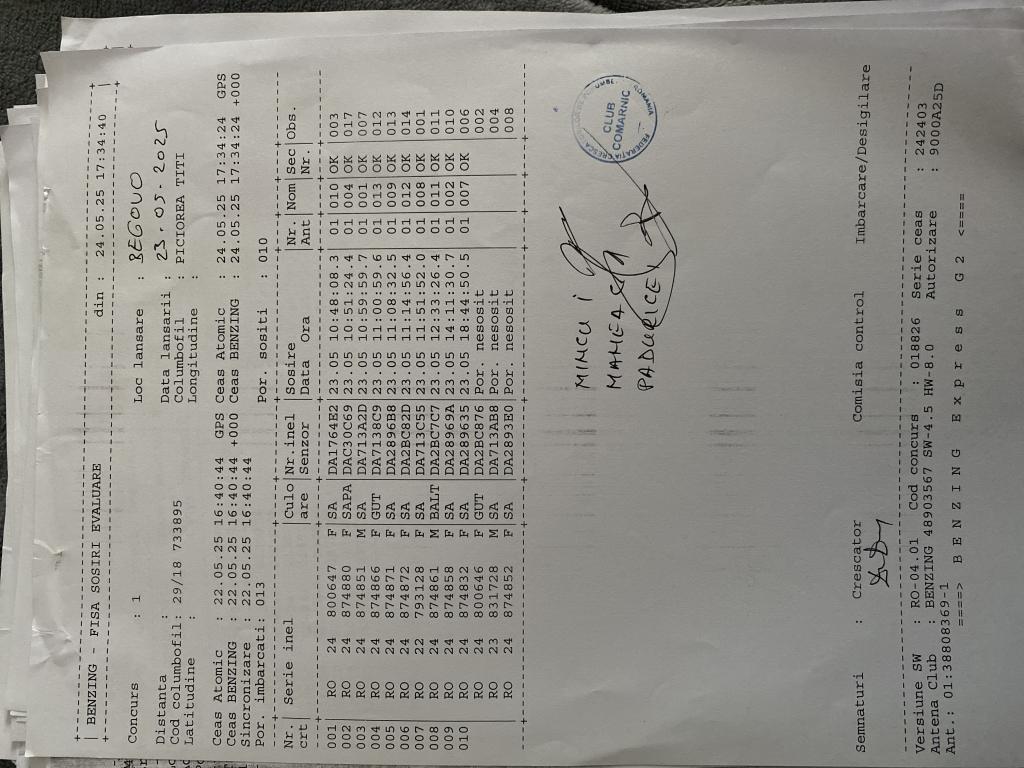 BENZING - FISA SOSIRI EVALUARE din : 24.05.25 17:34:40
Concurs : 1 Loc lansare : BEGOVO
Distanta : Data lansarii : 23.05.2025
Cod columbofil: 29/18 733895 Columbofil : PICIOREA TITI
Latitudine : Longitudine :
Ceas Atomic : 22.05.25 16:40:44 GPS Ceas Atomic : 24.05.25 17:34:24 GPS
Ceas BENZING : 22.05.25 16:40:44 +000 Ceas BENZING : 24.05.25 17:34:24 +000
Sincronizare : 22.05.25 16:40:44
Por. imbarcati: 013 Por. sositi : 010
Nr.| Serie inel |Culo|Nr.inel |Sosire |Nr. |Nom|Sec|Obs.
crt |are |Senzor |Data Ora |Ant | |Nr.|
001| RO 24 800647 F|SA |DA1764E2|23.05 10:48:08.3| 01|010|OK |003
002| RO 24 874880 F|SAPA|DAC30C69|23.05 10:51:24.4| 01|004|OK |017
003| RO 24 874851 M|SA |DA713A2D|23.05 10:59:59.7| 01|001|OK |007
004| RO 24 874866 F|GUT |DA7138C9|23.05 11:00:59.6| 01|013|OK |012
005| RO 24 874871 F|SA |DA2896B8|23.05 11:08:32.5| 01|009|OK |013
006| RO 24 874872 F|SA |DA2BC82D|23.05 11:14:56.4| 01|012|OK |014
007| RO 22 793128 F|SA |DA713C55|23.05 11:51:52.0| 01|008|OK |001
008| RO 24 874861 M|BALT|DA2BC7C7|23.05 12:33:26.4| 01|011|OK |011
009| RO 24 874858 F|SA |DA28969A|23.05 14:11:30.7| 01|002|OK |010
010| RO 24 874832 F|SA |DA289635|23.05 18:44:50.5| 01|007|OK |006
RO 24 800646 F|GUT |DA2BC876|Por. nesosit | | | |002
RO 23 831728 M|SA |DA713AB8|Por. nesosit | | | |004
RO 24 874852 F|SA |DA2893B0|Por. nesosit | | | |008
MINCU I
MANEA
PADURICE
ROMANIA
CLUB
COMARNIC
Semnaturi : Crescator Comisia control Imbarcare/Desigilare
Versiune SW : RO-04.01 Cod concurs : 018826 Serie ceas : 242403
Antena Club : BENZING 48903567 SW-4.5 HW-8.0 Autorizare : 9000A25D
Ant.: 01:38808369-1
====> B E N Z I N G E x p r e s s G 2 <====